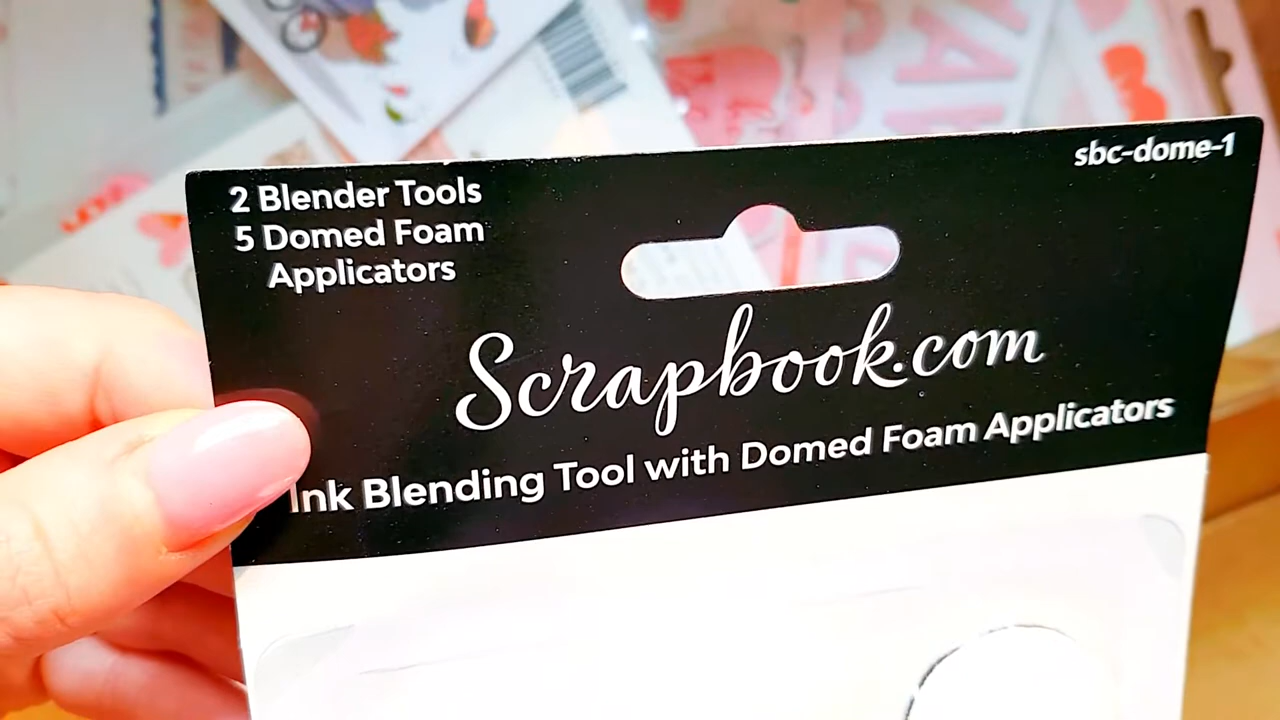 2 Blender Tools
5 Domed Foam
Applicators
sbc-dome-1
Scrapbook.com
Ink Blending Tool with Domed Foam Applicators